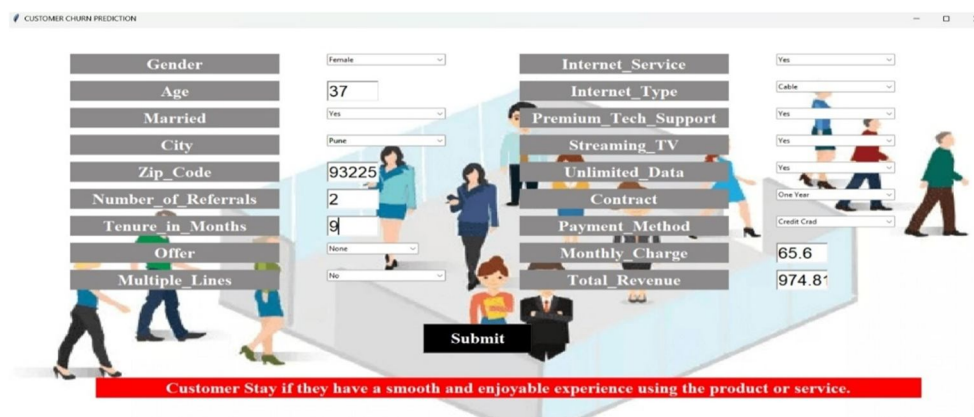 CUSTOMER CHURN PREDICTION
Gender Female Internet_Service Yes
Age 37 Internet_Type Cable
Married Yes Premium_Tech_Support Yes
City Pune Streaming_TV Yes
Zip_Code 93225 Unlimited_Data Yes
Number_of_Referrals 2 Contract One Year
Tenure_in_Months 9 Payment_Method Credit Crad
Offer None Monthly_Charge 65.6
Multiple_Lines No Total_Revenue 974.81
Submit
Customer Stay if they have a smooth and enjoyable experience using the product or service.